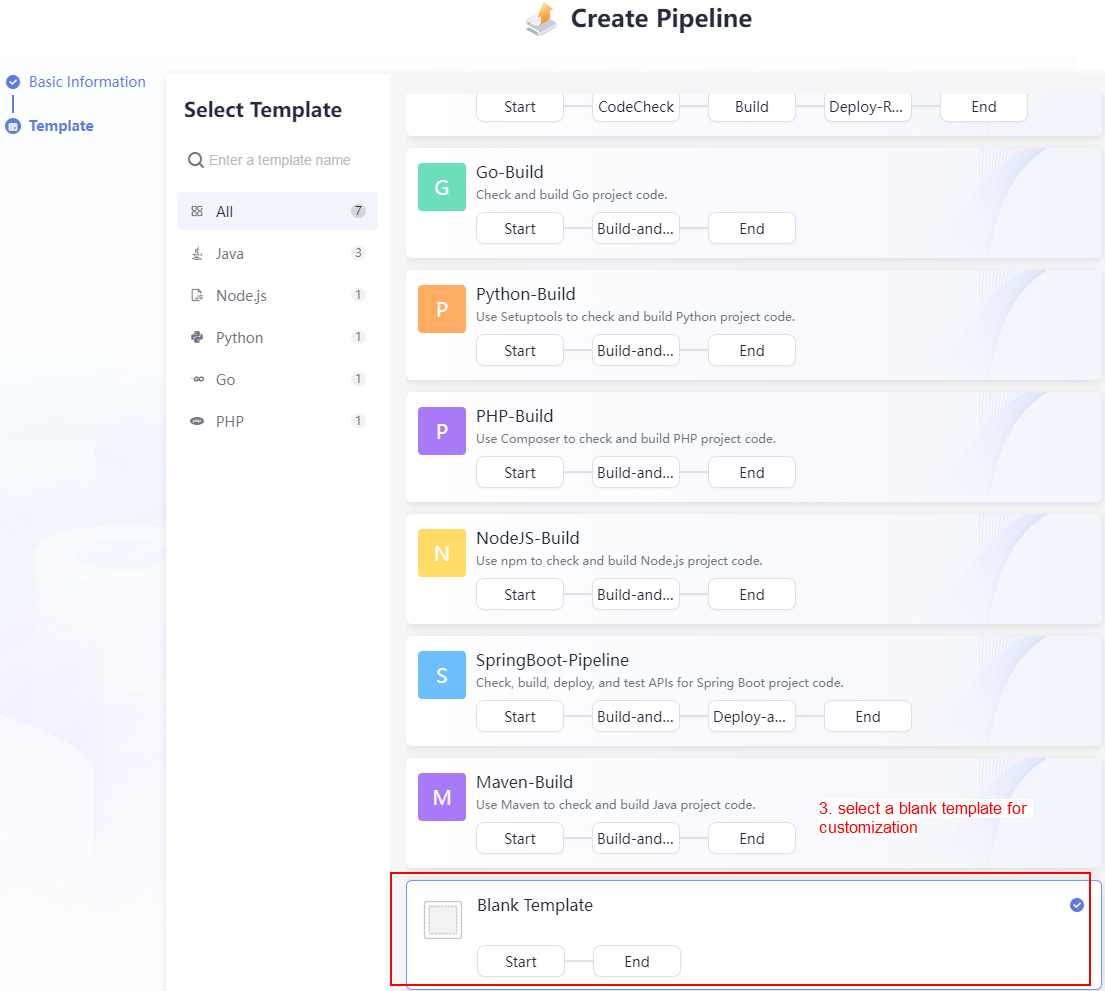 Create Pipeline
Basic Information
Template
Select Template
Enter a template name
All 7
Java 3
Node.js 1
Python 1
Go 1
PHP 1
Start CodeCheck Build Deploy-R... End
G
Go-Build
Check and build Go project code.
Start Build-and... End
P
Python-Build
Use Setuptools to check and build Python project code.
Start Build-and... End
P
PHP-Build
Use Composer to check and build PHP project code.
Start Build-and... End
N
NodeJS-Build
Use npm to check and build Node.js project code.
Start Build-and... End
S
SpringBoot-Pipeline
Check, build, deploy, and test APIs for Spring Boot project code.
Start Build-and... Deploy-a... End
M
Maven-Build
Use Maven to check and build Java project code.
Start Build-and... End
3. select a blank template for
customization
Blank Template
Start End